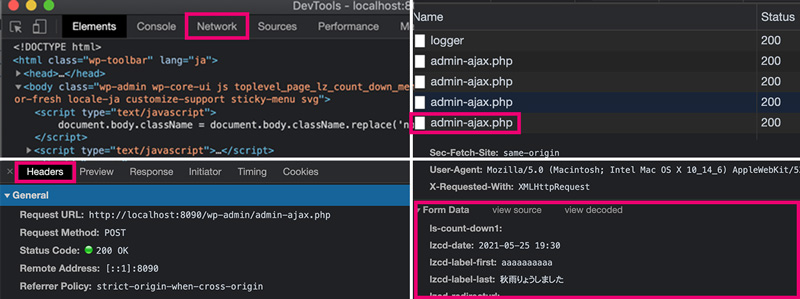 DevTools - localhost:8
Elements
Console
Network
Sources
Performance
M
<!DOCTYPE html>
<html class="wp-toolbar" lang="ja">
▶<head>…</head>
▼<body class="wp-admin wp-core-ui js toplevel_page_lz_count_down_me
or-fresh locale-ja customize-support sticky-menu svg">
<script type="text/javascript">
document.body.className = document.body.className.replace('n
</script>
▶<script type="text/javascript">…</script>
Name
Status
logger
200
admin-ajax.php
200
admin-ajax.php
200
admin-ajax.php
200
admin-ajax.php
200
× Headers
Preview
Response
Initiator
Timing
Cookies
▼ General
Request URL: http://localhost:8090/wp-admin/admin-ajax.php
Request Method: POST
Status Code: 200 OK
Remote Address: [::1]:8090
Referrer Policy: strict-origin-when-cross-origin
Sec-Fetch-Site: same-origin
User-Agent: Mozilla/5.0 (Macintosh; Intel Mac OS X 10_14_6) AppleWebKit/5
X-Requested-With: XMLHttpRequest
▼ Form Data
view source
view decoded
ls-count-down1:
lzcd-date: 2021-05-25 19:30
lzcd-label-first: aaaaaaaaaa
lzcd-label-last: 秋雨りょうしました